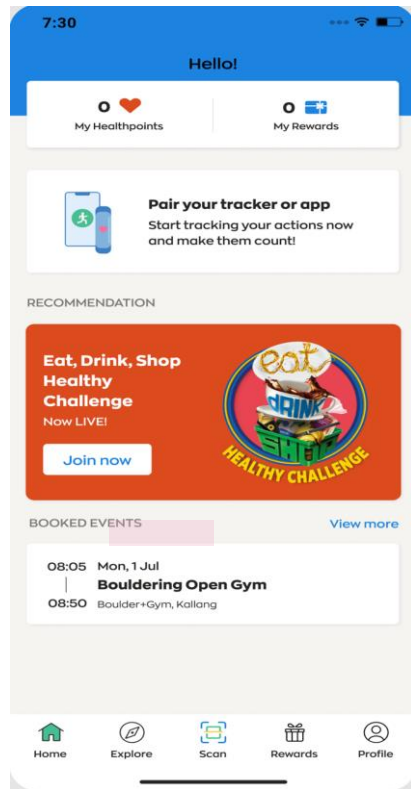 7:30
Hello!
0
My Healthpoints
0
My Rewards
Pair your tracker or app
Start tracking your actions now
and make them count!
RECOMMENDATION
Eat, Drink, Shop
Healthy
Challenge
Now LIVE!
Join now
eat
DRINK
SHOP
HEALTHY CHALLENGE
BOOKED EVENTS
View more
08:05 Mon, 1 Jul
Bouldering Open Gym
08:50 Boulder+Gym, Kallang
Home
Explore
Scan
Rewards
Profile